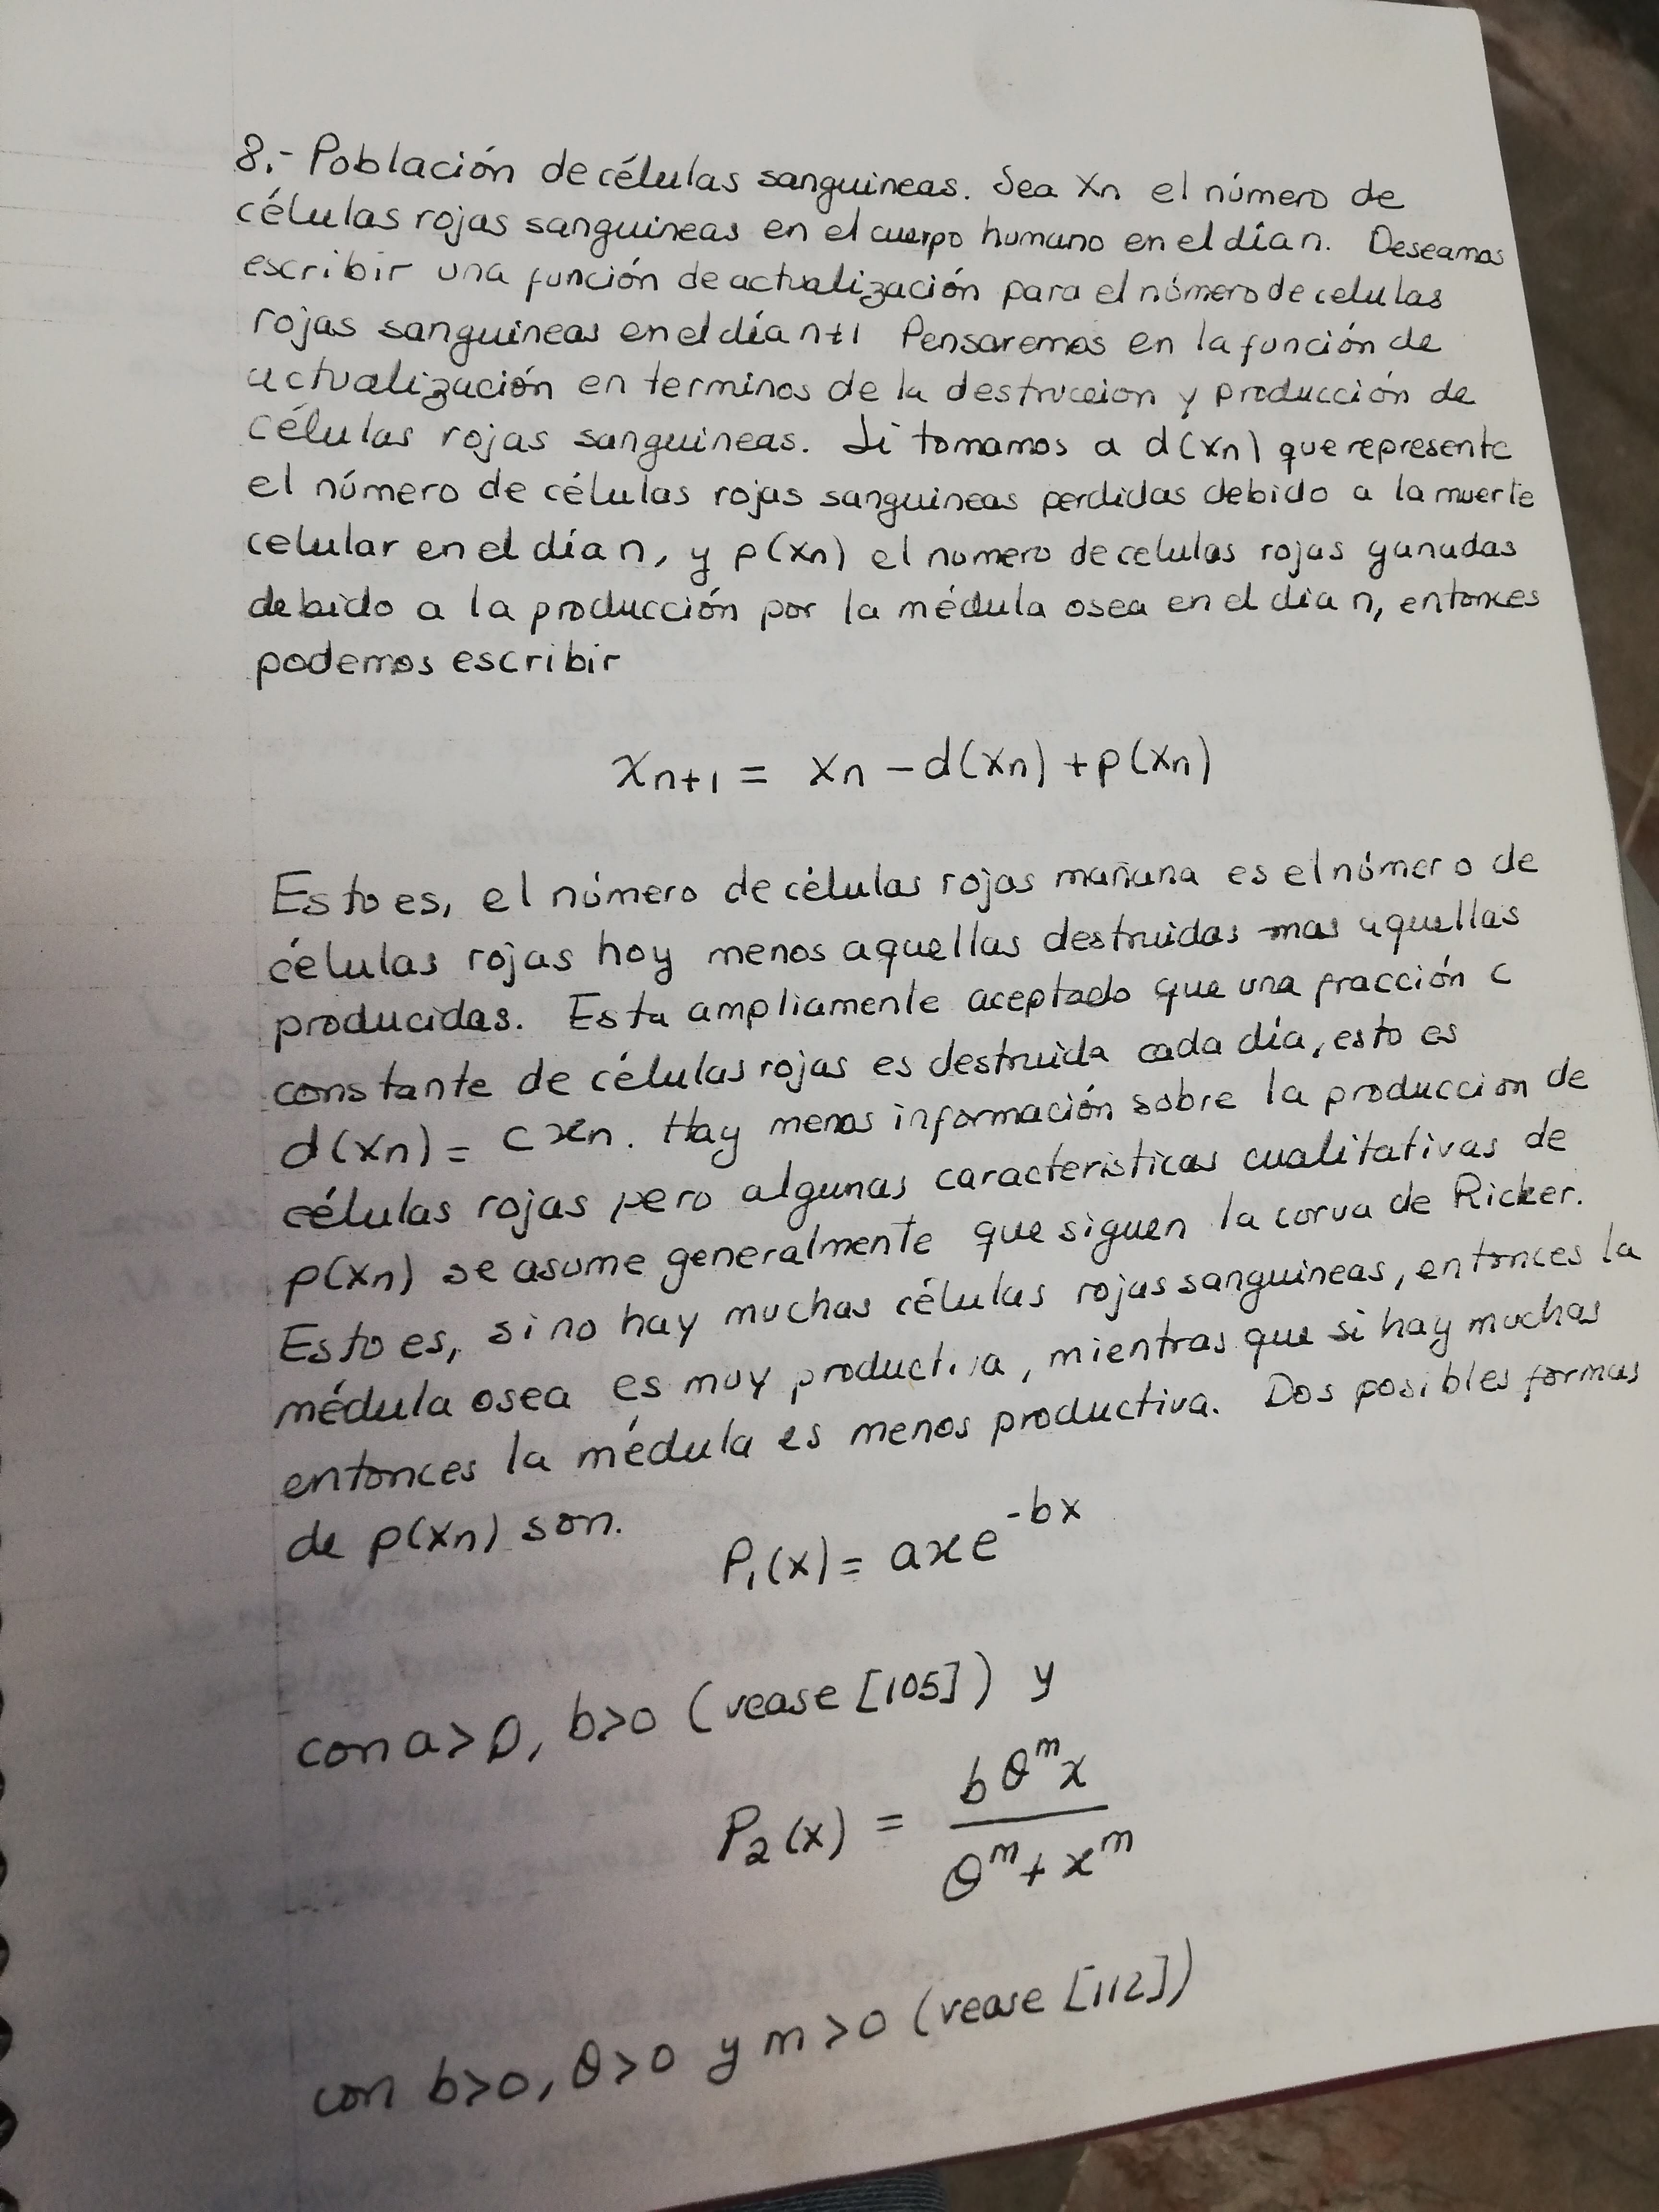 8.- Población de células sanguineas. Sea Xn el número de
células rojas sanguineas en el cuerpo humano en el día n. Deseamos
escribir una función de actualización para el número de celulas
rojas sanguineas en el día n+1 Pensaremos en la función de
actualización en terminos de la destruccion y producción de
células rojas sanguineas. Si tomamos a d(xn) que represente
el número de células rojas sanguineas perdidas debido a la muerte
celular en el día n, y p(xn) el numero de celulas rojas ganadas
debido a la producción por la médula osea en el día n, entonces
podemos escribir
x_{n+1} = x_n - d(x_n) + p(x_n)
Esto es, el número de células rojas mañana es el número de
células rojas hoy menos aquellas destruidas mas aquellas
producidas. Esta ampliamente aceptado que una fracción c
constante de células rojas es destruida cada día, esto es
d(xn) = cxn. Hay menos información sobre la produccion de
células rojas pero algunas caracteristicas cualitativas de
p(xn) se asume generalmente que siguen la curva de Ricker.
Esto es, si no hay muchas células rojas sanguineas, entonces la
médula osea es muy productiva, mientras que si hay muchas
entonces la médula es menos productiva. Dos posibles formas
de p(xn) son.
P_1(x) = axe^{-bx}
con a>0, b>0 (vease [105]) y
P_2(x) = \frac{bθ^m x}{θ^m + x^m}
con b>0, θ>0 y m>0 (vease [112])